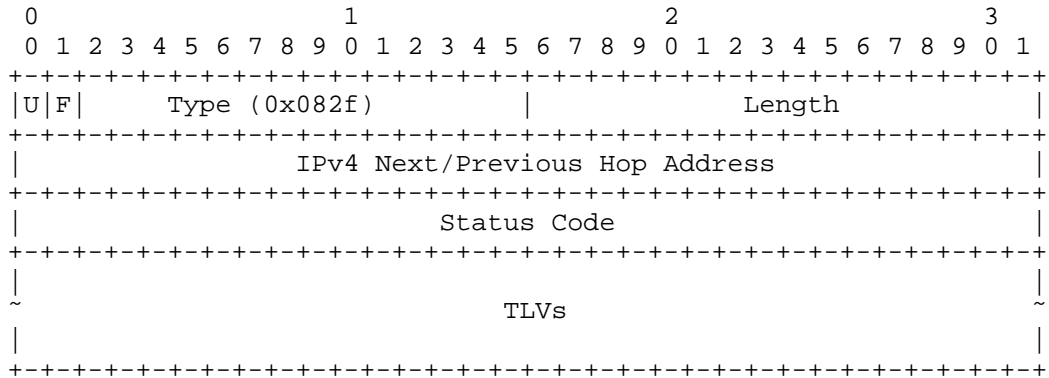 0                   1                   2                   3
 0 1 2 3 4 5 6 7 8 9 0 1 2 3 4 5 6 7 8 9 0 1 2 3 4 5 6 7 8 9 0 1
+-+-+-+-+-+-+-+-+-+-+-+-+-+-+-+-+-+-+-+-+-+-+-+-+-+-+-+-+-+-+-+-+
|U|F|     Type (0x082f)         |             Length            |
+-+-+-+-+-+-+-+-+-+-+-+-+-+-+-+-+-+-+-+-+-+-+-+-+-+-+-+-+-+-+-+-+
|                 IPv4 Next/Previous Hop Address                |
+-+-+-+-+-+-+-+-+-+-+-+-+-+-+-+-+-+-+-+-+-+-+-+-+-+-+-+-+-+-+-+-+
|                          Status Code                          |
+-+-+-+-+-+-+-+-+-+-+-+-+-+-+-+-+-+-+-+-+-+-+-+-+-+-+-+-+-+-+-+-+
|                                                               |
~                              TLVs                             ~
|                                                               |
+-+-+-+-+-+-+-+-+-+-+-+-+-+-+-+-+-+-+-+-+-+-+-+-+-+-+-+-+-+-+-+-+